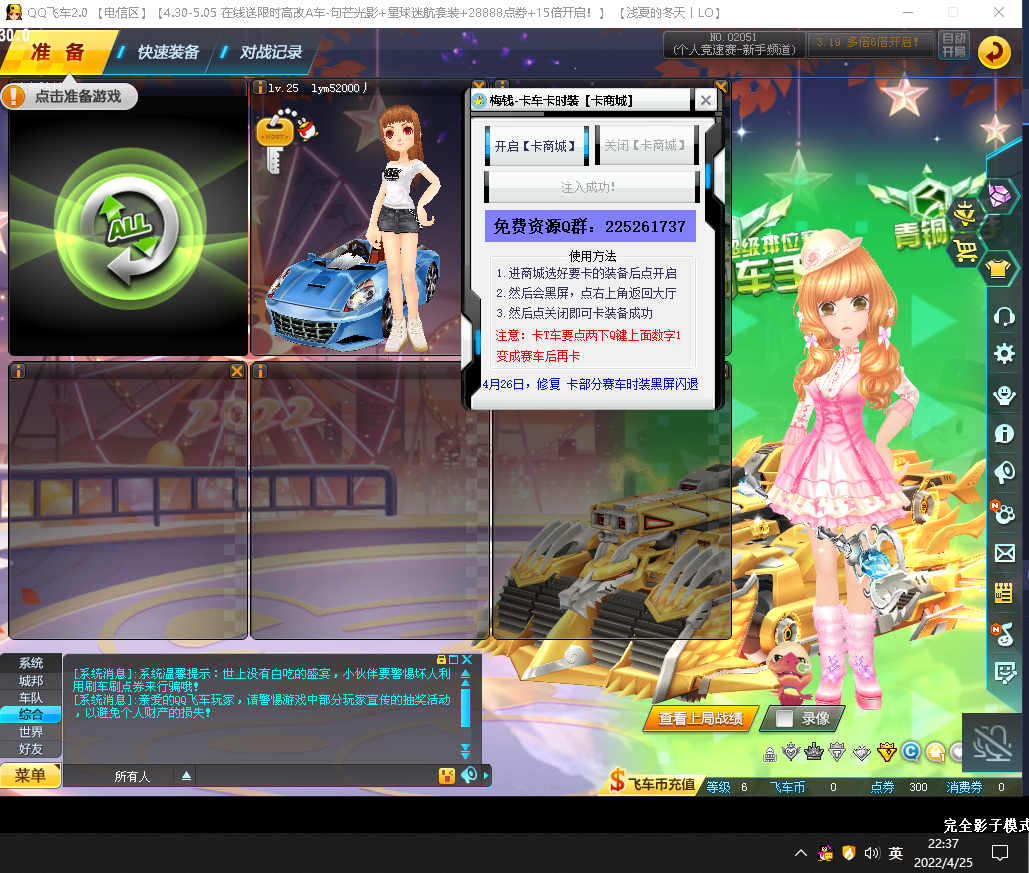 QQ飞车2.0 【电信区】【4.30-5.05 在线送限时高改A车-句芒光影+星球迷航套装+28888点券+15倍开启！】 【浅夏的冬天丨LO】
30.0
准 备
快速装备
对战记录
NO.02051
(个人竞速赛-新手频道)
3.19 多倍6倍开启!
自动
开局
点击准备游戏
ALL
lv.25 lym52000丿
HOST
梅钱-卡车卡时装【卡商城】
开启【卡商城】
关闭【卡商城】
注入成功!
免费资源Q群：225261737
使用方法
1.进商城选好要卡的装备后点开启
2.然后会黑屏，点右上角返回大厅
3.然后点关闭即可卡装备成功
注意：卡T车要点两下Q键上面数字1
变成赛车后再卡
4月26日，修复 卡部分赛车时装黑屏闪退
超级排位
车手
青铜
2022
系统
城邦
车队
综合
世界
好友
菜单
[系统消息]:系统温馨提示：世上没有白吃的盛宴，小伙伴要警惕坏人利
用刷车刷点券来行骗哦!
[系统消息]:亲爱的QQ飞车玩家，请警惕游戏中部分玩家宣传的抽奖活动
，以避免个人财产的损失!
所有人
查看上局战绩
录像
飞车币充值
等级 6 飞车币 0 点券 300 消费券 0
完全影子模式
英
22:37
2022/4/25